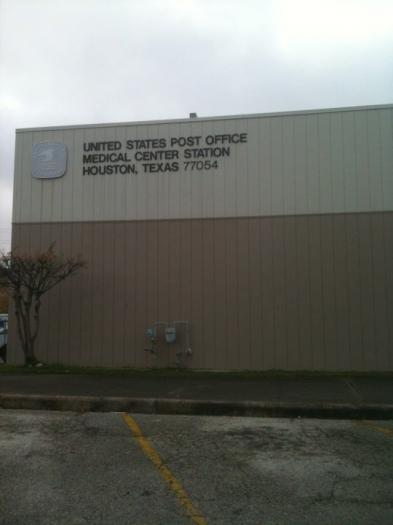 UNITED STATES POST OFFICE
MEDICAL CENTER STATION
HOUSTON, TEXAS 77054